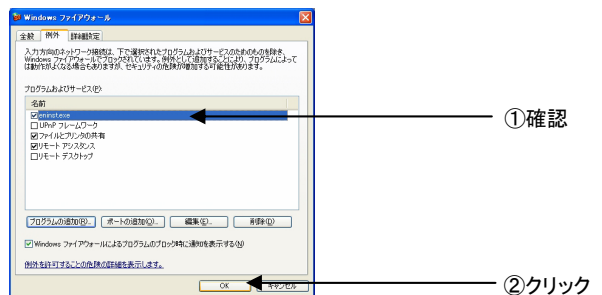 Windows ファイアウォール
全般 例外 詳細設定
入力方向のネットワーク接続は、下で選択されたプログラムおよびサービスのためのものを除き、
Windows ファイアウォールでブロックされています。例外として追加することにより、プログラムによって
は動作がよくなる場合もありますが、セキュリティの危険が増加する可能性があります。
プログラムおよびサービス(P):
名前
eninst.exe
①確認
UPnP フレームワーク
ファイルとプリンタの共有
リモート アシスタンス
リモート デスクトップ
プログラムの追加(R)... ポートの追加(O)... 編集(E)... 削除(D)
Windows ファイアウォールによるプログラムのブロック時に通知を表示する(N)
例外を許可することの危険の詳細を表示します。
OK キャンセル
②クリック